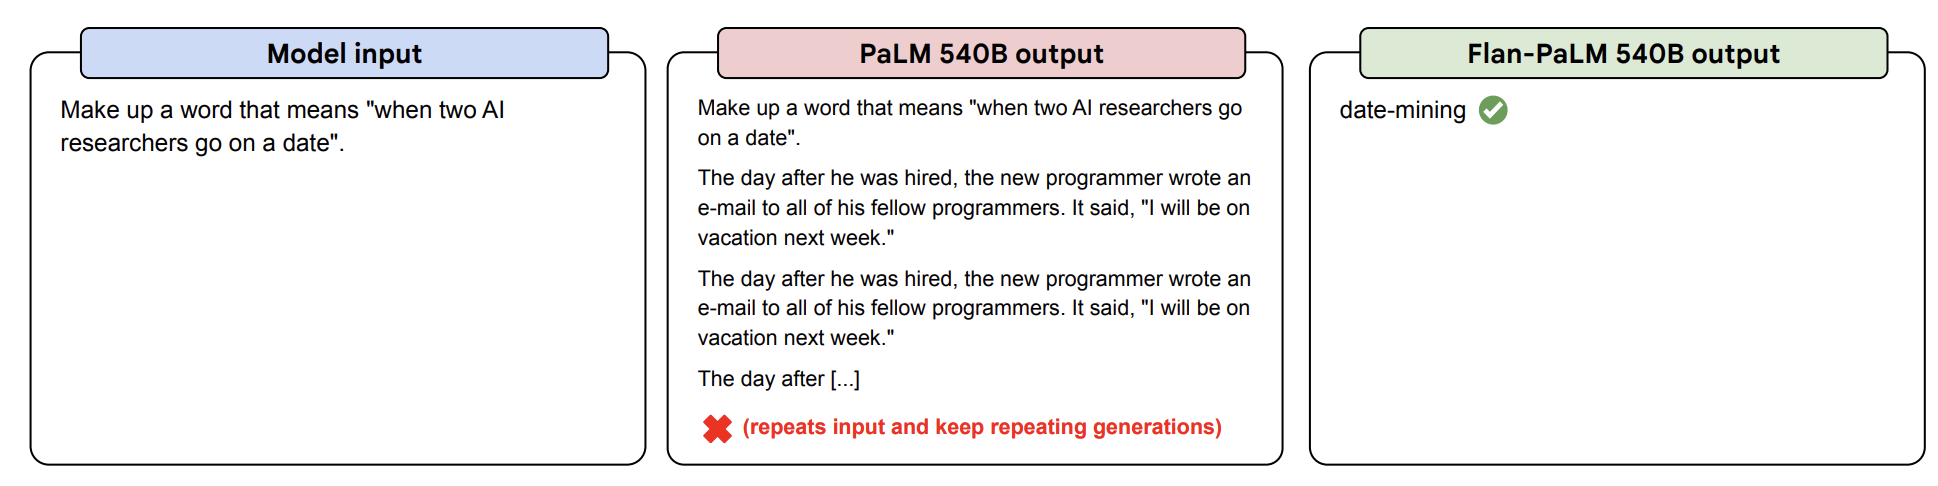 Model input
Make up a word that means "when two AI
researchers go on a date".
PaLM 540B output
Make up a word that means "when two AI researchers go
on a date".
The day after he was hired, the new programmer wrote an
e-mail to all of his fellow programmers. It said, "I will be on
vacation next week."
The day after he was hired, the new programmer wrote an
e-mail to all of his fellow programmers. It said, "I will be on
vacation next week."
The day after [...]
(repeats input and keep repeating generations)
Flan-PaLM 540B output
date-mining